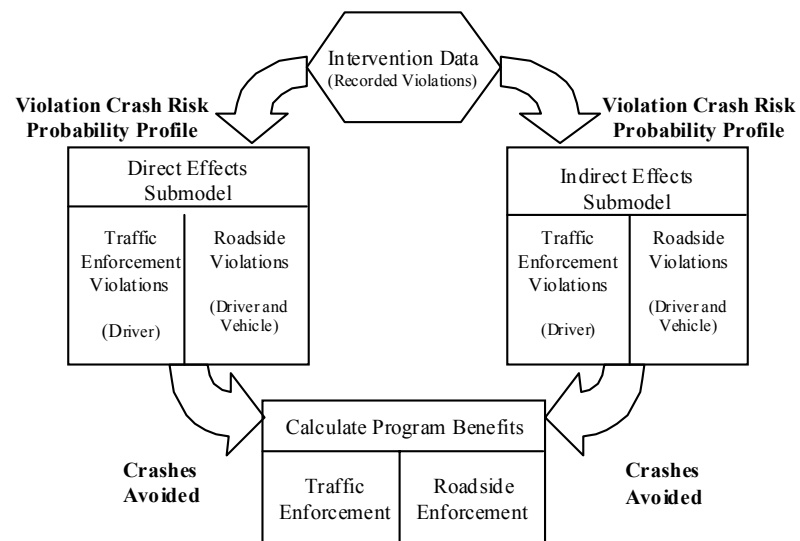 Intervention Data
(Recorded Violations)
Violation Crash Risk
Probability Profile
Violation Crash Risk
Probability Profile
Direct Effects
Submodel
Traffic
Enforcement
Violations
(Driver)
Roadside
Violations
(Driver and
Vehicle)
Indirect Effects
Submodel
Traffic
Enforcement
Violations
(Driver)
Roadside
Violations
(Driver and
Vehicle)
Calculate Program Benefits
Crashes
Avoided
Traffic
Enforcement
Roadside
Enforcement
Crashes
Avoided